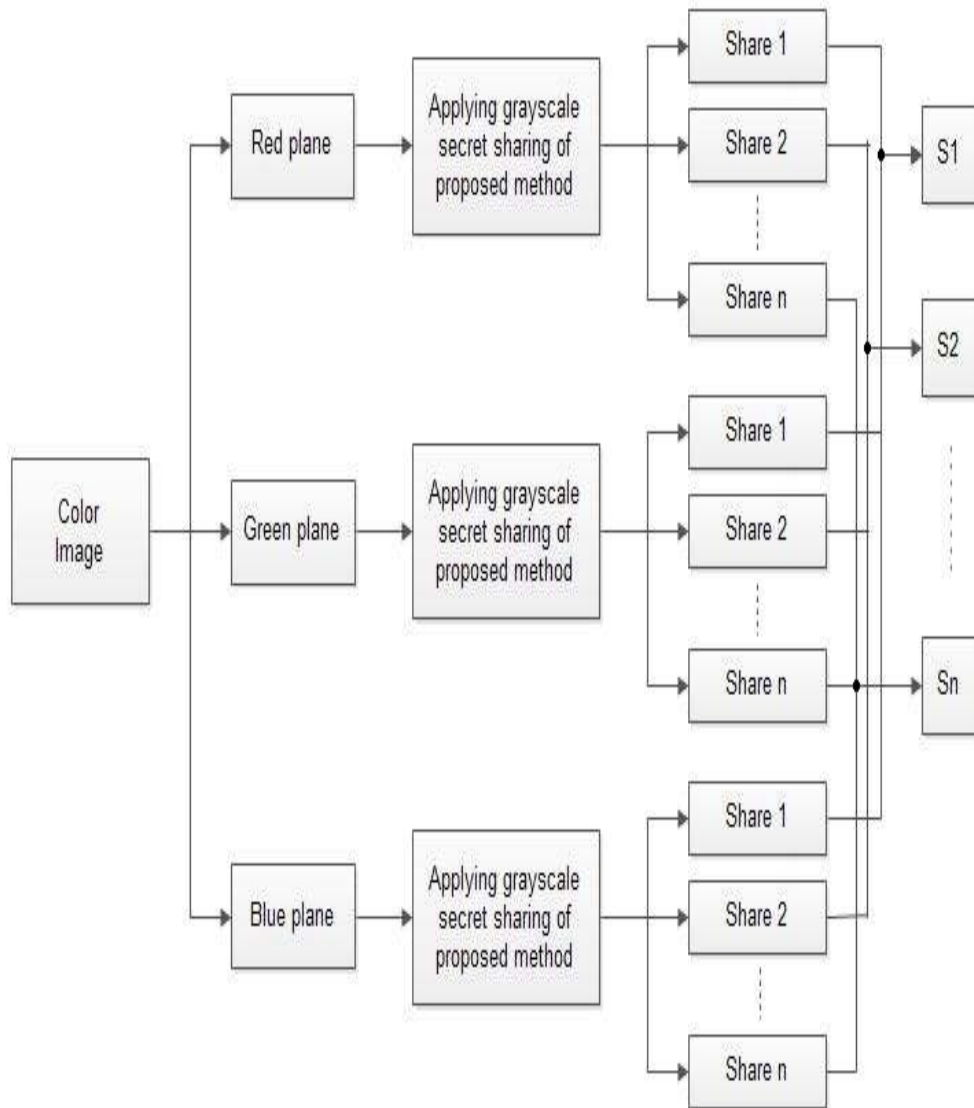 Color
Image
Red plane
Applying grayscale
secret sharing of
proposed method
Share 1
Share 2
Share n
Green plane
Applying grayscale
secret sharing of
proposed method
Share 1
Share 2
Share n
Blue plane
Applying grayscale
secret sharing of
proposed method
Share 1
Share 2
Share n
S1
S2
Sn